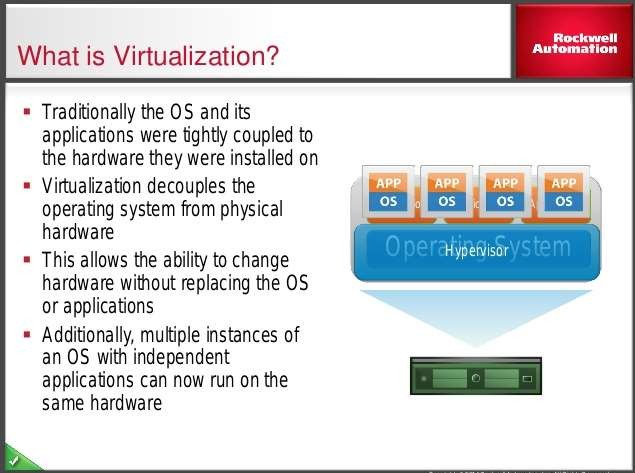 What is Virtualization?
Rockwell
Automation
Traditionally the OS and its
applications were tightly coupled to
the hardware they were installed on
Virtualization decouples the
operating system from physical
hardware
This allows the ability to change
hardware without replacing the OS
or applications
Additionally, multiple instances of
an OS with independent
applications can now run on the
same hardware
APP APP APP APP
OS OS OS OS
Operating System
Hypervisor